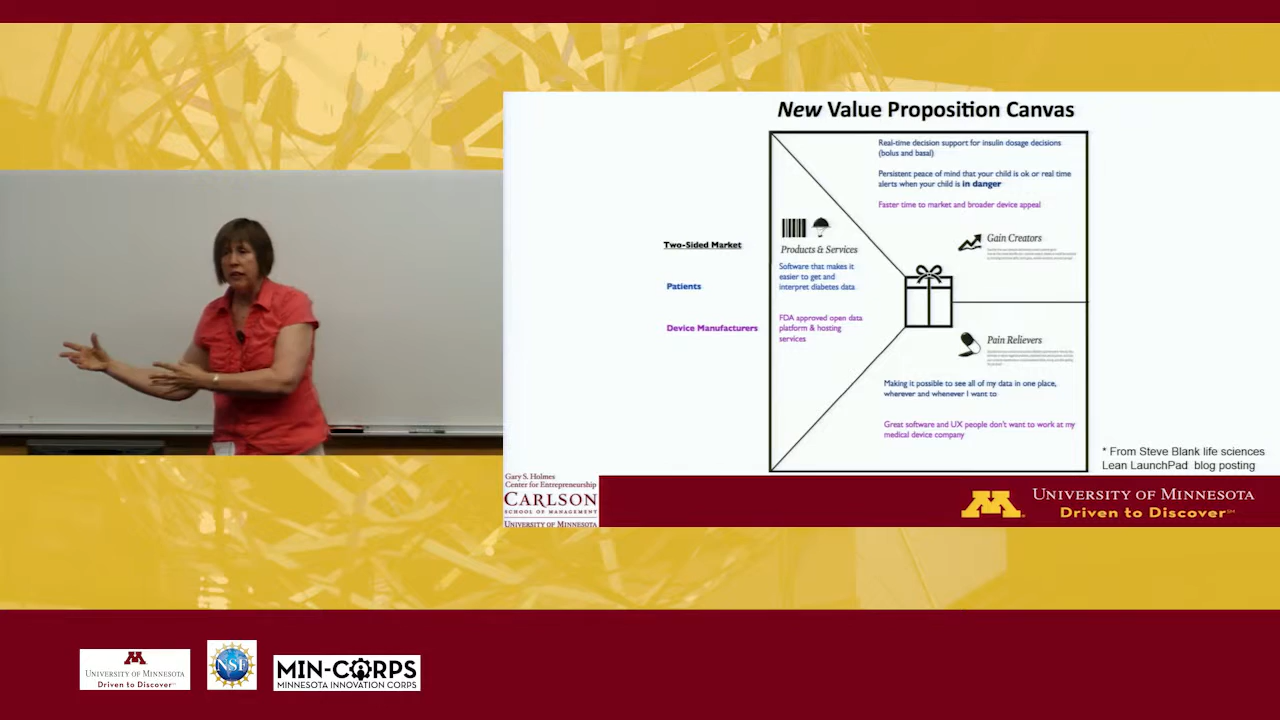 New Value Proposition Canvas
Real-time decision support for insulin dosage decisions
(bolus and basal)
Persistent peace of mind that your child is ok or real time
alerts when your child is in danger
Faster time to market and broader device appeal
Gain Creators
Two-Sided Market
Patients
Device Manufacturers
Products & Services
Software that makes it
easier to get and
interpret diabetes data
FDA approved open data
platform & hosting
services
Pain Relievers
Making it possible to see all of my data in one place,
wherever and whenever I want to
Great software and UX people don't want to work at my
medical device company
* From Steve Blank life sciences
Lean LaunchPad blog posting
Gary S. Holmes
Center for Entrepreneurship
CARLSON
SCHOOL OF MANAGEMENT
UNIVERSITY OF MINNESOTA
M
UNIVERSITY OF MINNESOTA
Driven to Discover℠
M
UNIVERSITY OF MINNESOTA
Driven to Discover℠
NSF
MIN-CORPS
MINNESOTA INNOVATION CORPS